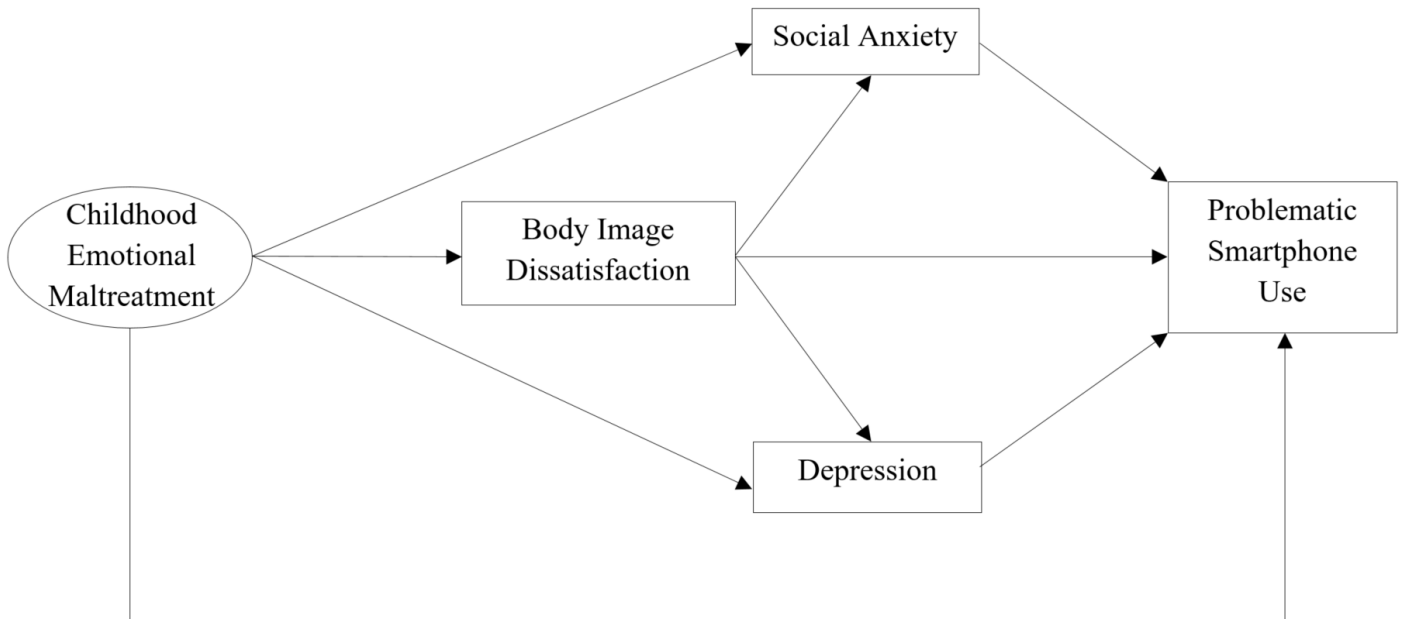 Social Anxiety
Childhood
Emotional
Maltreatment
Body Image
Dissatisfaction
Problematic
Smartphone
Use
Depression